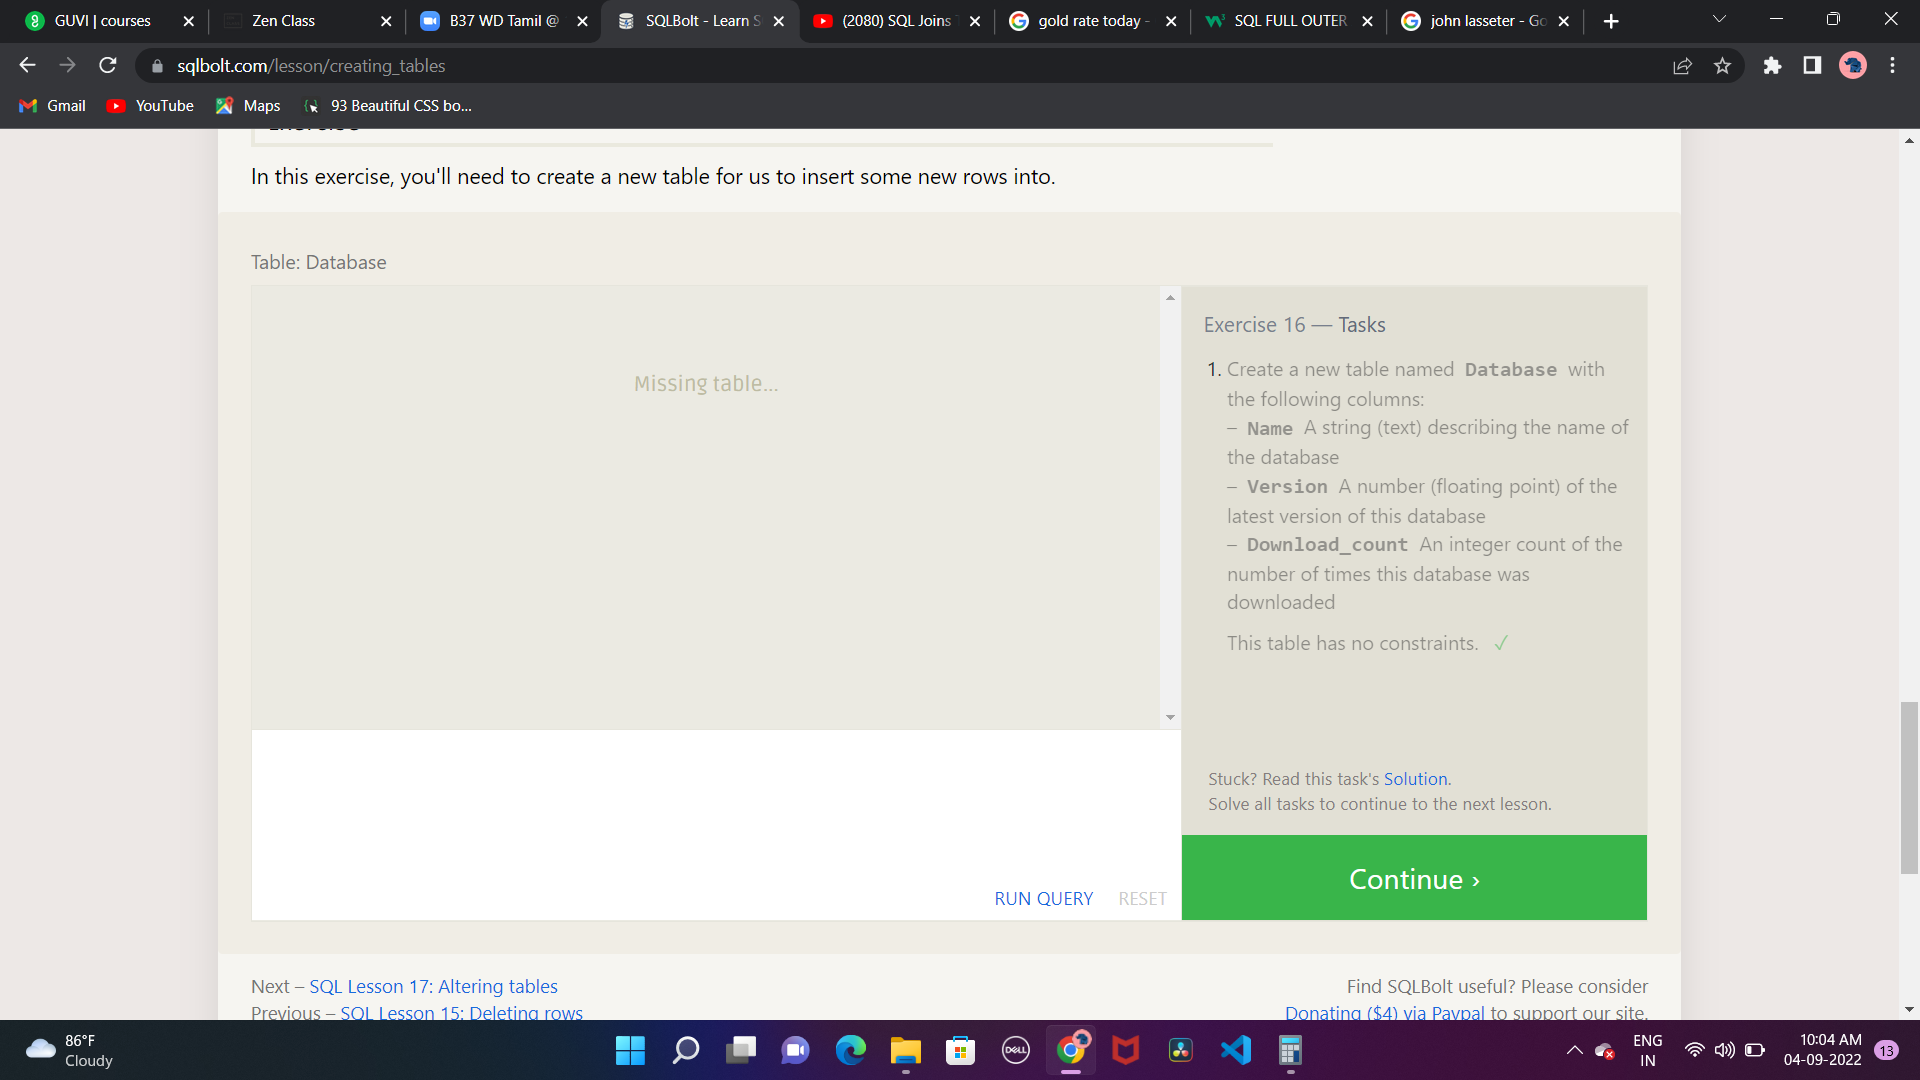 GUVI | courses
Zen Class
B37 WD Tamil @
SQLBolt - Learn S
(2080) SQL Joins
gold rate today -
SQL FULL OUTER
john lasseter - Go
sqlbolt.com/lesson/creating_tables
Gmail
YouTube
Maps
93 Beautiful CSS bo...
Exercise
In this exercise, you'll need to create a new table for us to insert some new rows into.
Table: Database
Missing table...
RUN QUERY
RESET
Exercise 16 — Tasks
1. Create a new table named Database with
the following columns:
– Name A string (text) describing the name of
the database
– Version A number (floating point) of the
latest version of this database
– Download_count An integer count of the
number of times this database was
downloaded
This table has no constraints. ✓
Stuck? Read this task's Solution.
Solve all tasks to continue to the next lesson.
Continue ›
Next – SQL Lesson 17: Altering tables
Previous – SQL Lesson 15: Deleting rows
Find SQLBolt useful? Please consider
Donating ($4) via Paypal to support our site.
86°F
Cloudy
DELL
ENG
IN
10:04 AM
04-09-2022
13